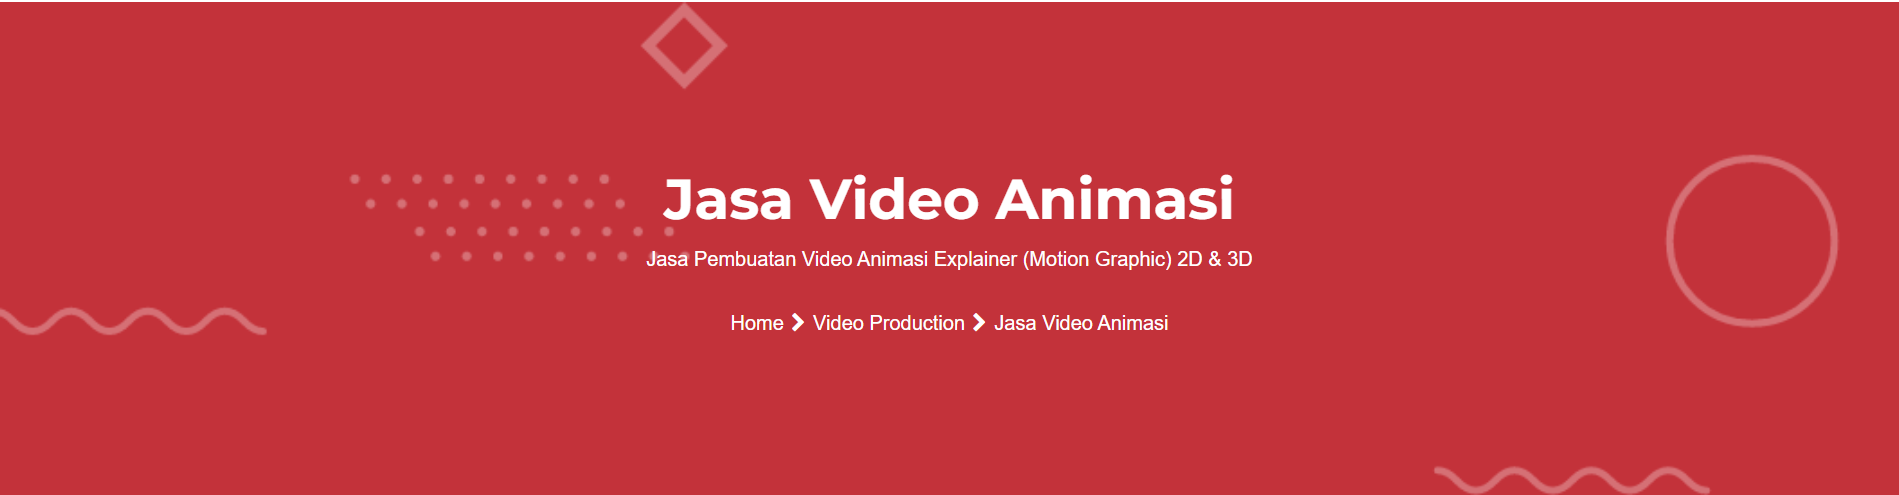 Jasa Video Animasi
Jasa Pembuatan Video Animasi Explainer (Motion Graphic) 2D & 3D
Home > Video Production > Jasa Video Animasi